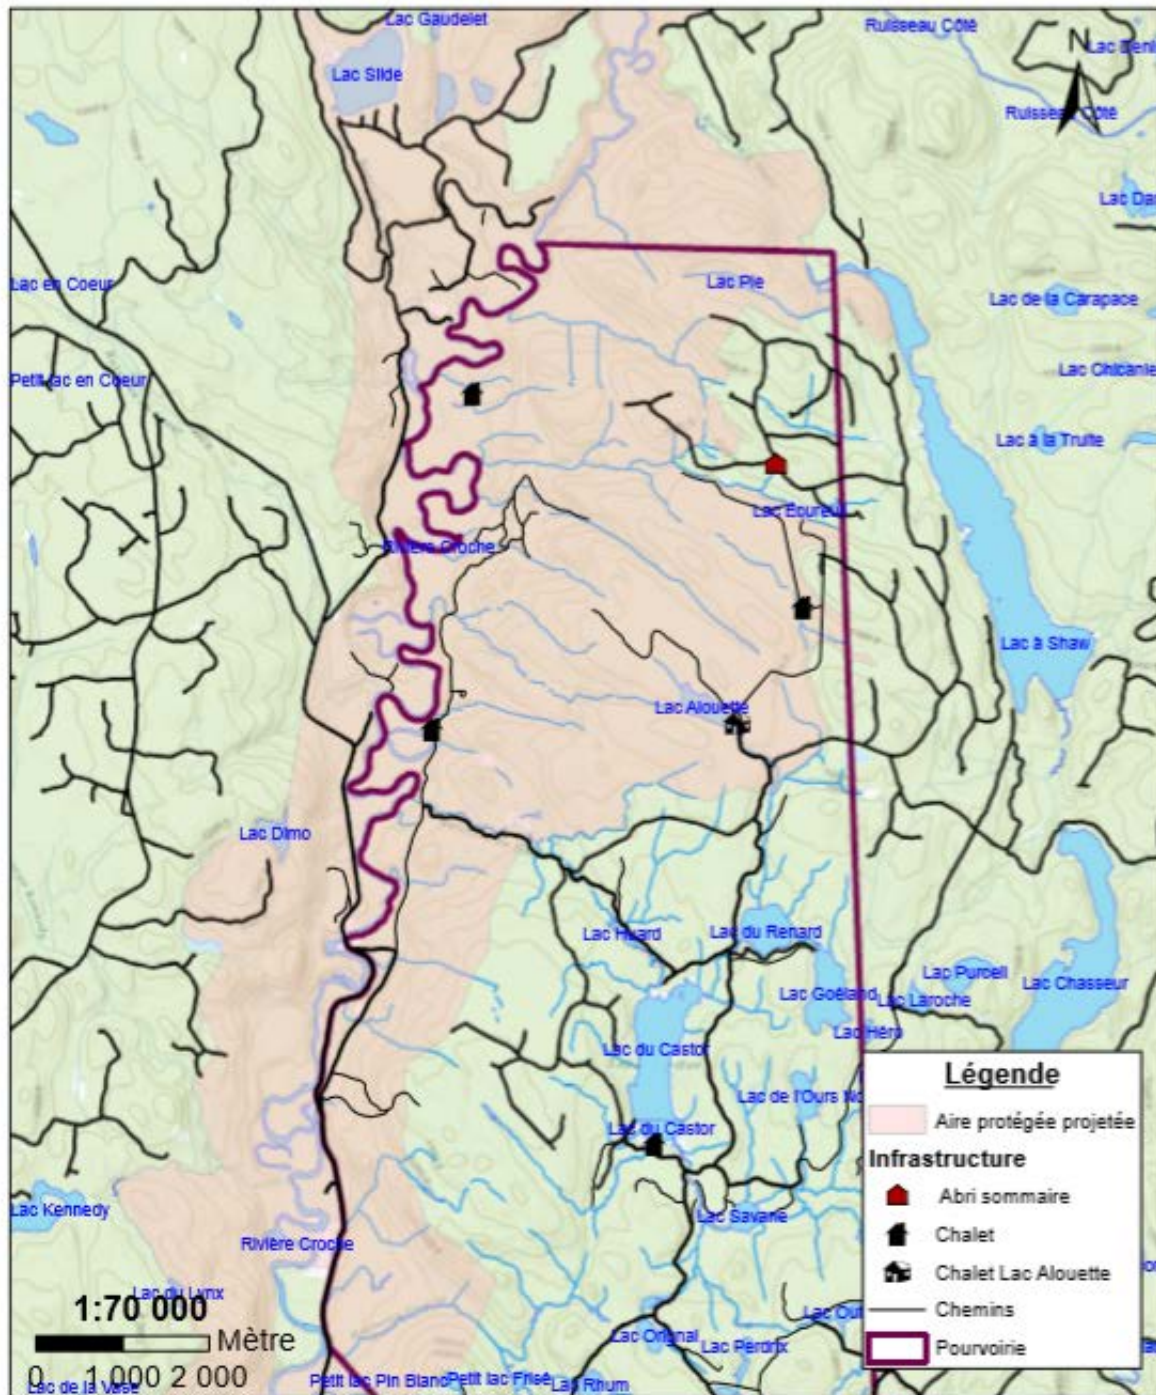 Lac Gaudelet
Ruisseau Côté
N
Lac Slide
Ruisseau Côté
Lac en Coeur
Lac Pie
Lac de la Carapace
Petit lac en Coeur
Lac Chicanie
Lac à la Truite
Lac Écureuil
Rivière Croche
Lac à Shaw
Lac Alouette
Lac Dimo
Lac Huard
Lac du Renard
Lac Purcell
Lac Chasseur
Lac Goéland
Lac Laroche
Lac Héro
Lac du Castor
Lac de l'Ours No
Lac du Castor
Légende
Aire protégée projetée
Infrastructure
Abri sommaire
Chalet
Chalet Lac Alouette
Chemins
Pourvoirie
Lac Kennedy
Lac Savane
Rivière Croche
Lac du Lynx
1:70 000
Mètre
0 1 000 2 000
Lac Orignal
Lac Perdrix
Lac de la Vase
Petit lac Pin Blanc
Petit lac Frisé
Lac Rhum